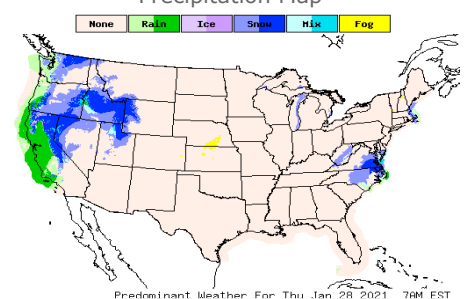 Precipitation Map
None Rain Ice Snow Mix Fog
Predominant Weather For Thu Jan 28 2021 7AM EST